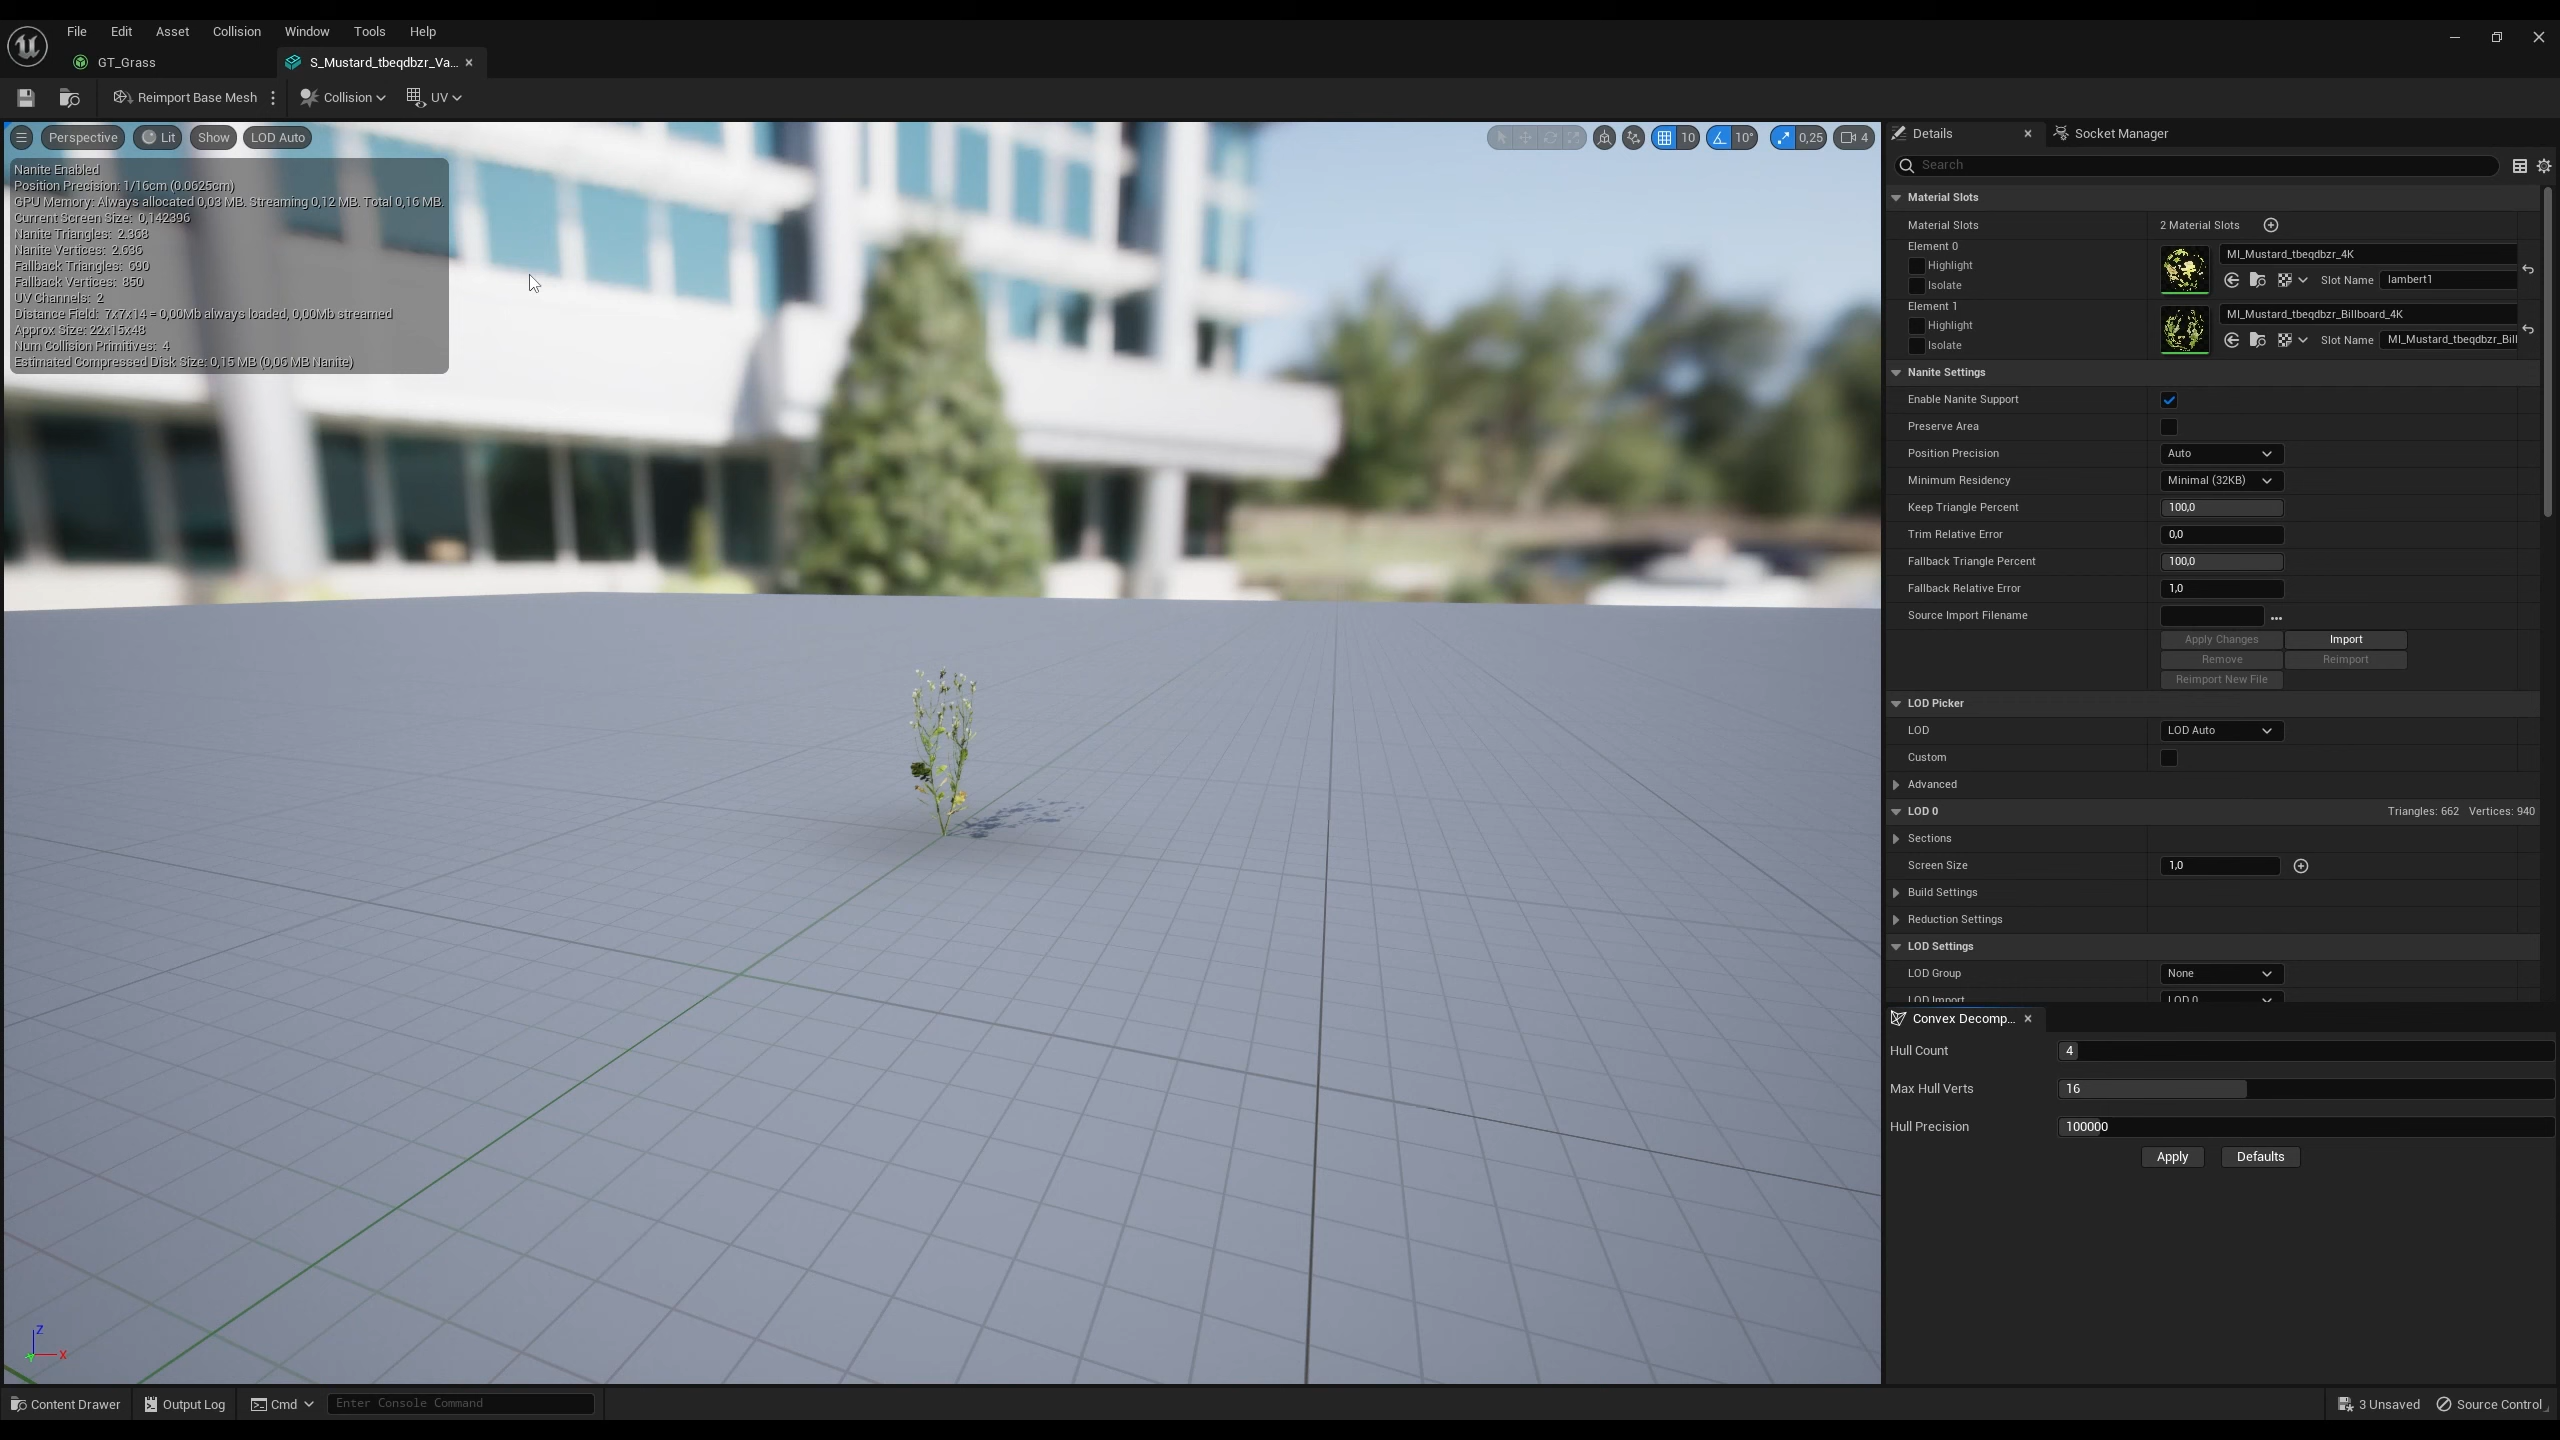 File Edit Asset Collision Window Tools Help
GT_Grass S_Mustard_tbeqdbzr_Va...
Reimport Base Mesh Collision UV
Perspective Lit Show LOD Auto 10 10° 0,25 4
Nanite Enabled
Position Precision: 1/16cm (0.0625cm)
GPU Memory: Always allocated 0,03 MB. Streaming 0,12 MB. Total 0,16 MB.
Current Screen Size: 0,142396
Nanite Triangles: 2.368
Nanite Vertices: 2.636
Fallback Triangles: 690
Fallback Vertices: 850
UV Channels: 2
Distance Field: 7x7x14 = 0,00Mb always loaded, 0,00Mb streamed
Approx Size: 22x15x48
Num Collision Primitives: 4
Estimated Compressed Disk Size: 0,15 MB (0,06 MB Nanite)
Z
X
Details Socket Manager
Search
Material Slots
Material Slots 2 Material Slots
Element 0
Highlight
Isolate
MI_Mustard_tbeqdbzr_4K
Slot Name lambert1
Element 1
Highlight
Isolate
MI_Mustard_tbeqdbzr_Billboard_4K
Slot Name MI_Mustard_tbeqdbzr_Bill
Nanite Settings
Enable Nanite Support
Preserve Area
Position Precision Auto
Minimum Residency Minimal (32KB)
Keep Triangle Percent 100,0
Trim Relative Error 0,0
Fallback Triangle Percent 100,0
Fallback Relative Error 1,0
Source Import Filename ...
Apply Changes Import
Remove Reimport
Reimport New File
LOD Picker
LOD LOD Auto
Custom
Advanced
LOD 0 Triangles: 662 Vertices: 940
Sections
Screen Size 1,0
Build Settings
Reduction Settings
LOD Settings
LOD Group None
LOD Import LOD 0
Convex Decomp...
Hull Count 4
Max Hull Verts 16
Hull Precision 100000
Apply Defaults
Content Drawer Output Log Cmd Enter Console Command 3 Unsaved Source Control